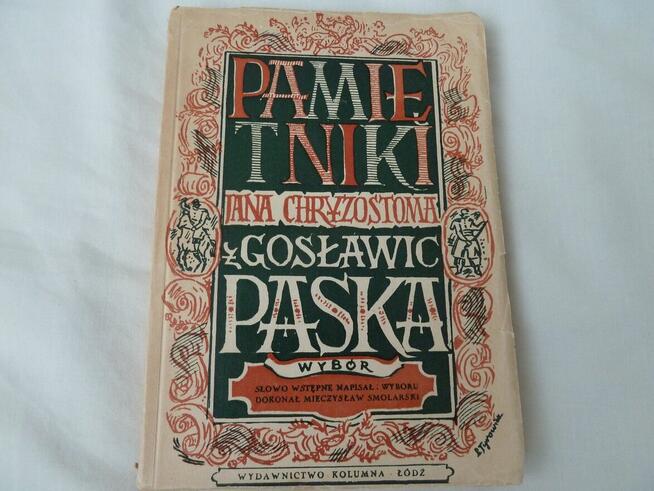 PAMIĘ
TNIKI
JANA CHRYZOSTOMA
Z GOSŁAWIC
PASKA
WYBÓR
SŁOWO WSTĘPNE NAPISAŁ I WYBORU
DOKONAŁ MIECZYSŁAW SMOLARSKI
WYDAWNICTWO KOLUMNA - ŁÓDŹ